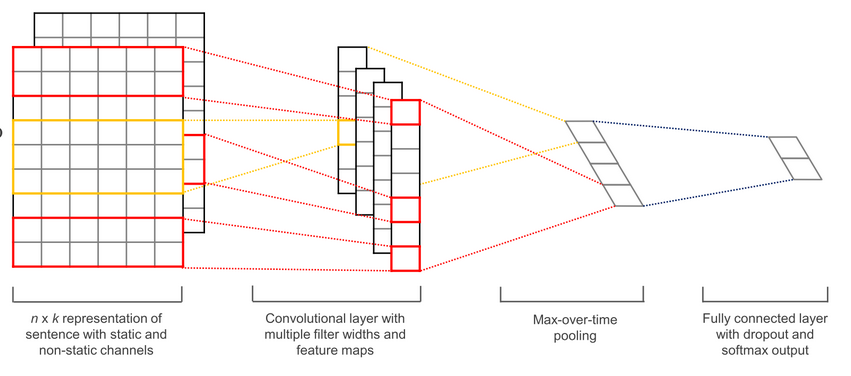 n x k representation of
sentence with static and
non-static channels
Convolutional layer with
multiple filter widths and
feature maps
Max-over-time
pooling
Fully connected layer
with dropout and
softmax output